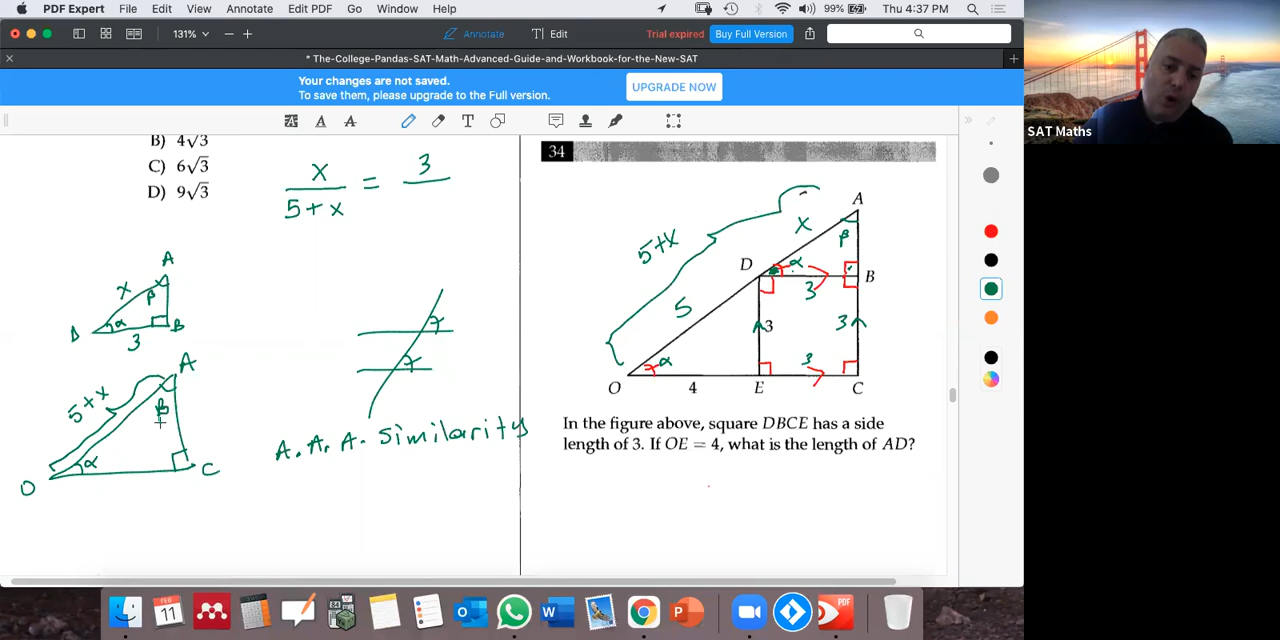 PDF Expert File Edit View Annotate Edit PDF Go Window Help
99% Thu 4:37 PM
131%
Annotate
Edit
Trial expired
Buy Full Version
* The-College-Pandas-SAT-Math-Advanced-Guide-and-Workbook-for-the-New-SAT
Your changes are not saved.
To save them, please upgrade to the Full version.
UPGRADE NOW
B) 4√3
C) 6√3
D) 9√3
x
5+x
=
3
A
x
β
α
B
3
A
5+x
β
α
O
C
A.A.A. similarity
34
A
x
β
5+x
D
α
B
3
5
3
3
α
3
O
4
E
C
In the figure above, square DBCE has a side
length of 3. If OE = 4, what is the length of AD?
SAT Maths
FEB
11
W
P
PDF